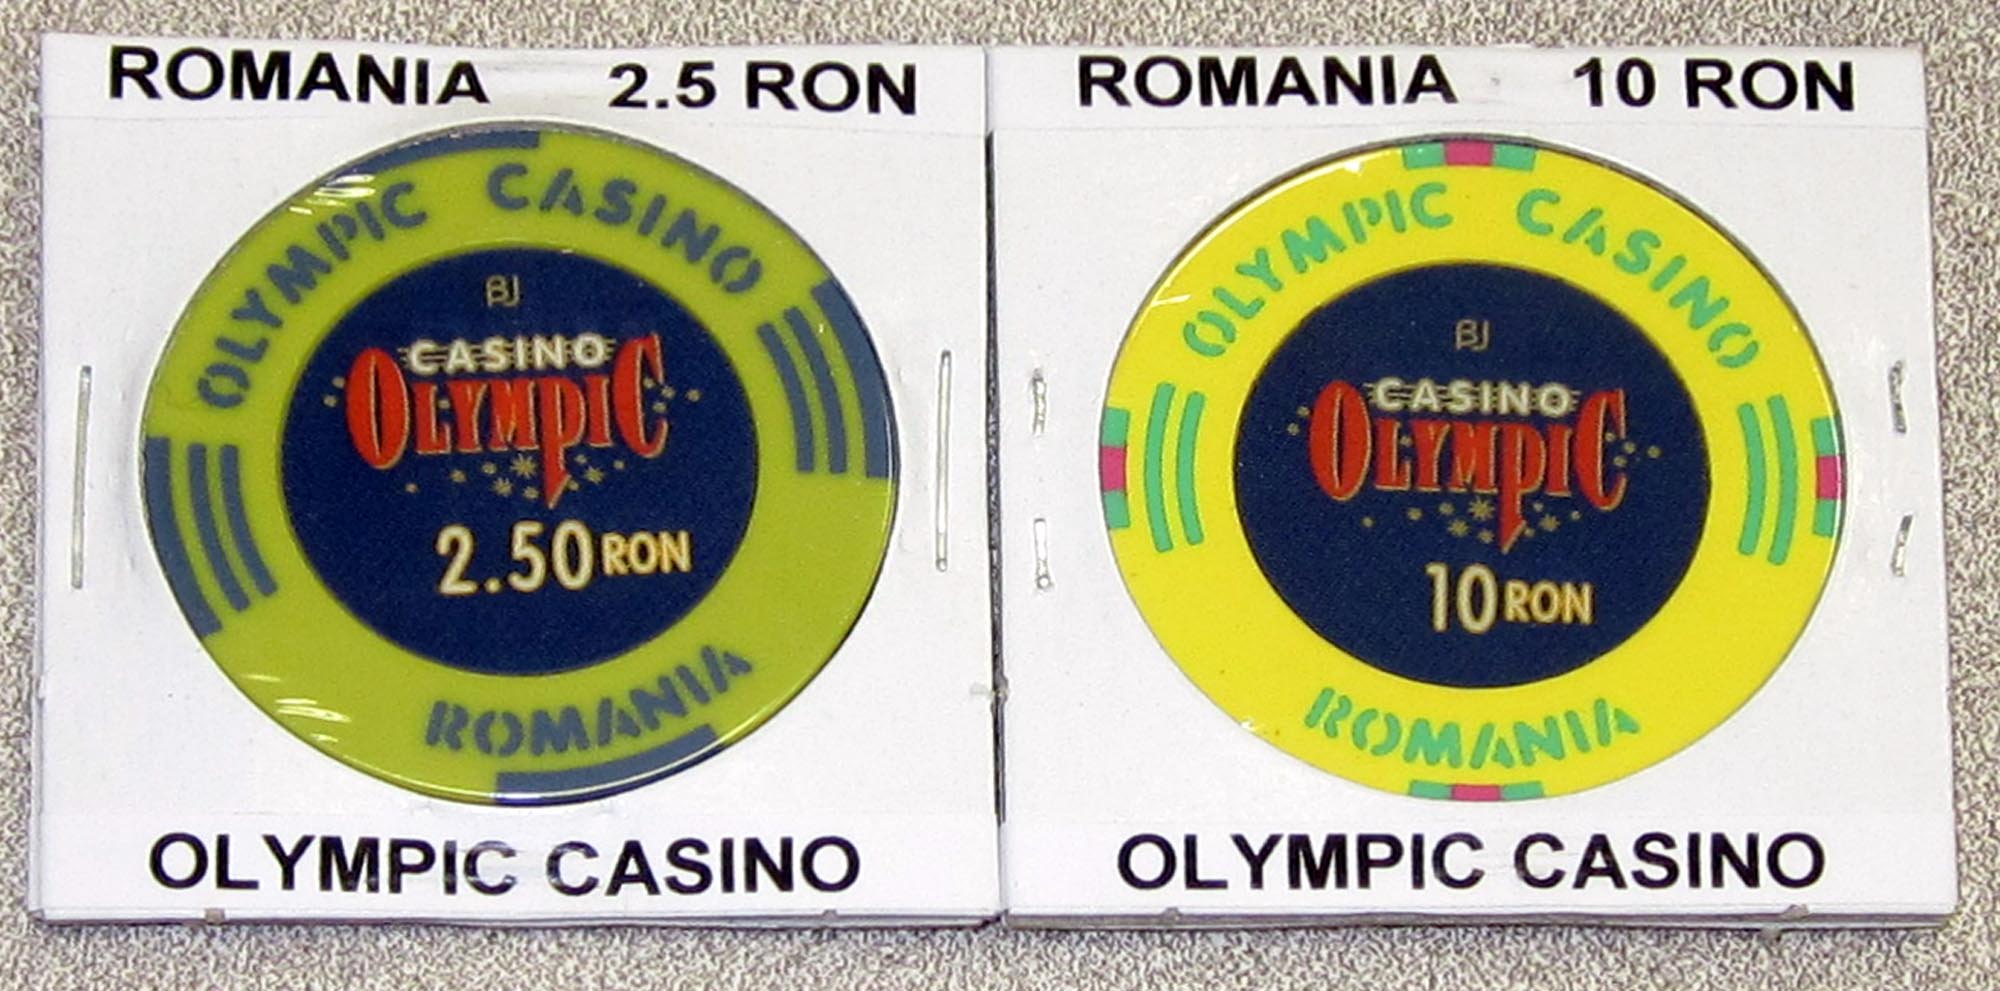 ROMANIA 2.5 RON
OLYMPIC CASINO
BJ
CASINO
OLYMPIC
2.50 RON
ROMANIA
OLYMPIC CASINO
ROMANIA 10 RON
OLYMPIC CASINO
BJ
CASINO
OLYMPIC
10 RON
ROMANIA
OLYMPIC CASINO